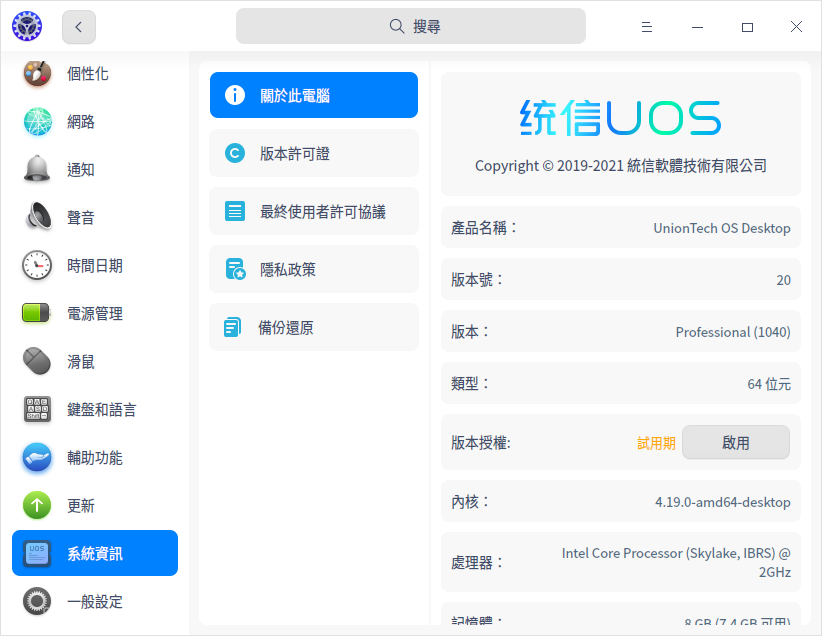 搜尋
個性化
網路
通知
聲音
時間日期
電源管理
滑鼠
鍵盤和語言
輔助功能
更新
系統資訊
一般設定
關於此電腦
版本許可證
最終使用者許可協議
隱私政策
備份還原
统信UOS
Copyright © 2019-2021 統信軟體技術有限公司
產品名稱： UnionTech OS Desktop
版本號： 20
版本： Professional (1040)
類型： 64 位元
版本授權: 試用期 啟用
內核： 4.19.0-amd64-desktop
處理器： Intel Core Processor (Skylake, IBRS) @
2GHz
記憶體： 8 GB (7.4 GB 可用)